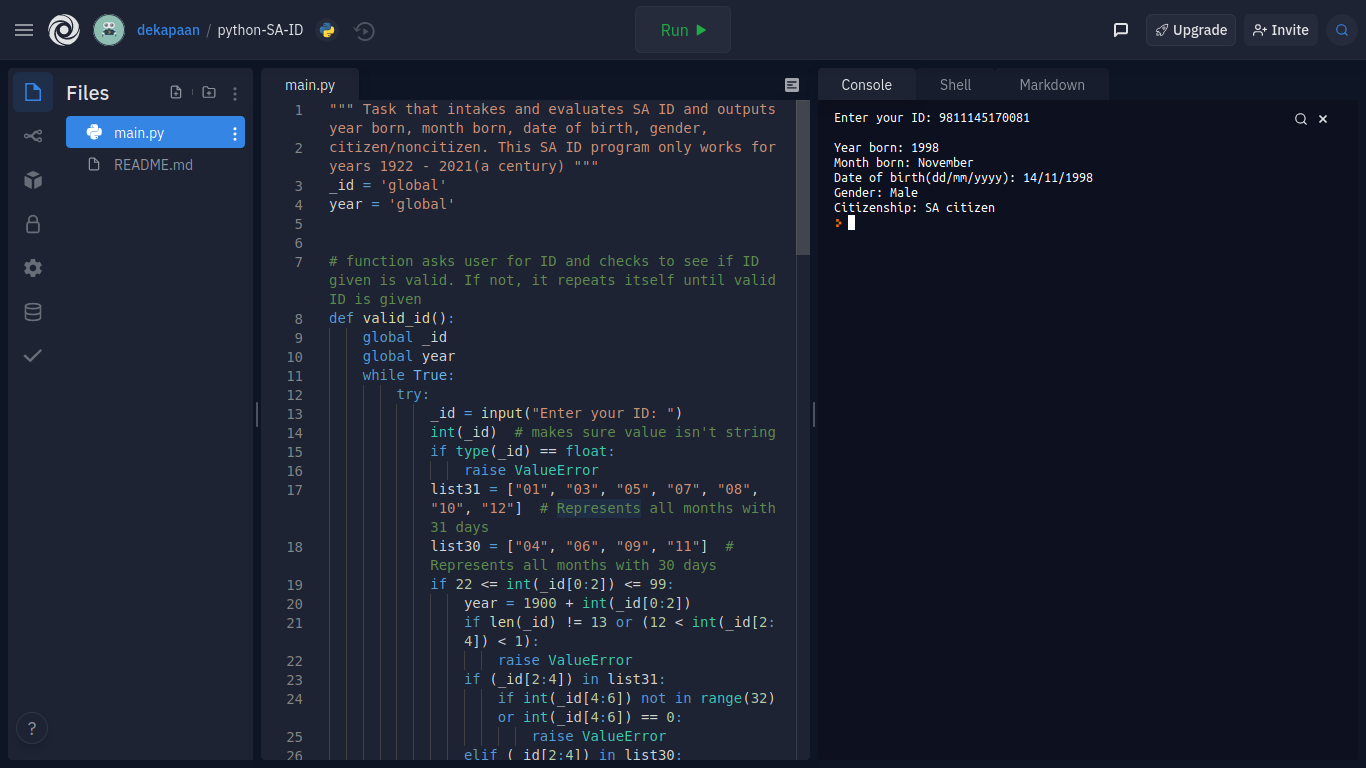 dekapaan / python-SA-ID
Run
Upgrade
Invite
Files
main.py
README.md
?
main.py
1 """ Task that intakes and evaluates SA ID and outputs
year born, month born, date of birth, gender,
2 citizen/noncitizen. This SA ID program only works for
years 1922 - 2021(a century) """
3 _id = 'global'
4 year = 'global'
5
6
7 # function asks user for ID and checks to see if ID
given is valid. If not, it repeats itself until valid
ID is given
8 def valid_id():
9 global _id
10 global year
11 while True:
12 try:
13 _id = input("Enter your ID: ")
14 int(_id)  # makes sure value isn't string
15 if type(_id) == float:
16 raise ValueError
17 list31 = ["01", "03", "05", "07", "08",
"10", "12"]  # Represents all months with
31 days
18 list30 = ["04", "06", "09", "11"]  #
Represents all months with 30 days
19 if 22 <= int(_id[0:2]) <= 99:
20 year = 1900 + int(_id[0:2])
21 if len(_id) != 13 or (12 < int(_id[2:
4]) < 1):
22 raise ValueError
23 if (_id[2:4]) in list31:
24 if int(_id[4:6]) not in range(32)
or int(_id[4:6]) == 0:
25 raise ValueError
26 elif (_id[2:4]) in list30:
Console
Shell
Markdown
Enter your ID: 9811145170081
Year born: 1998
Month born: November
Date of birth(dd/mm/yyyy): 14/11/1998
Gender: Male
Citizenship: SA citizen